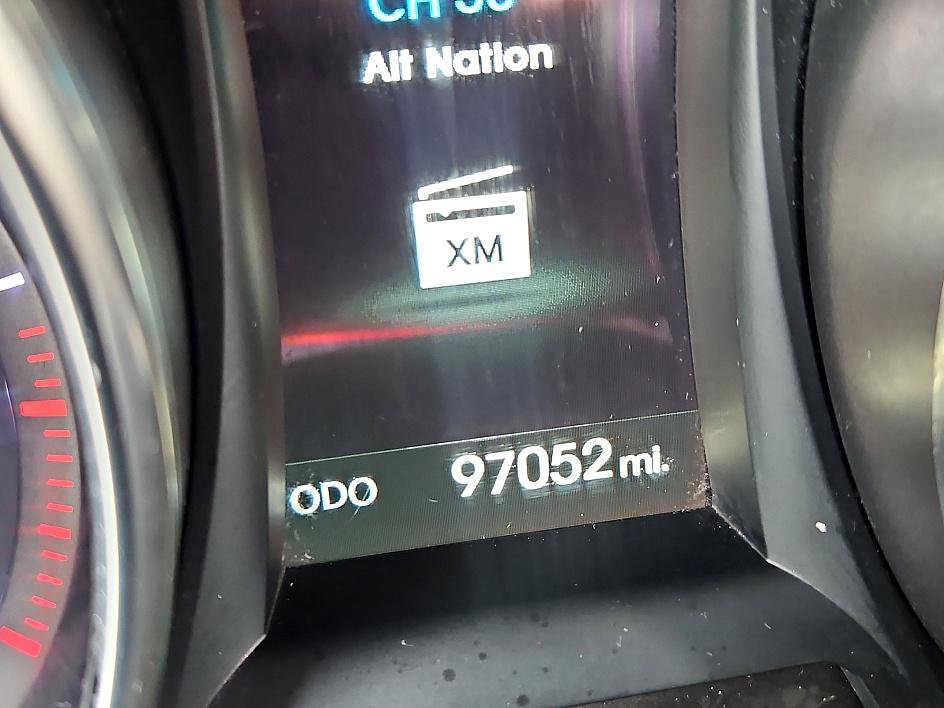 Alt Nation
XM
ODO 97052 mi.